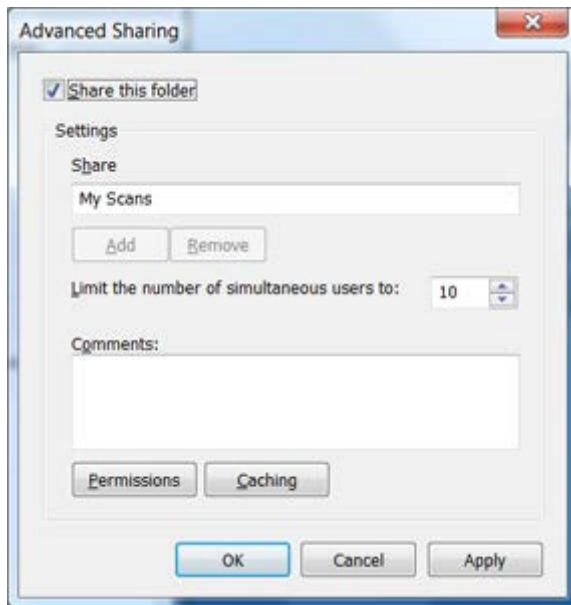 Advanced Sharing
Share this folder
Settings
Share
My Scans
Add Remove
Limit the number of simultaneous users to: 10
Comments:
Permissions Caching
OK Cancel Apply